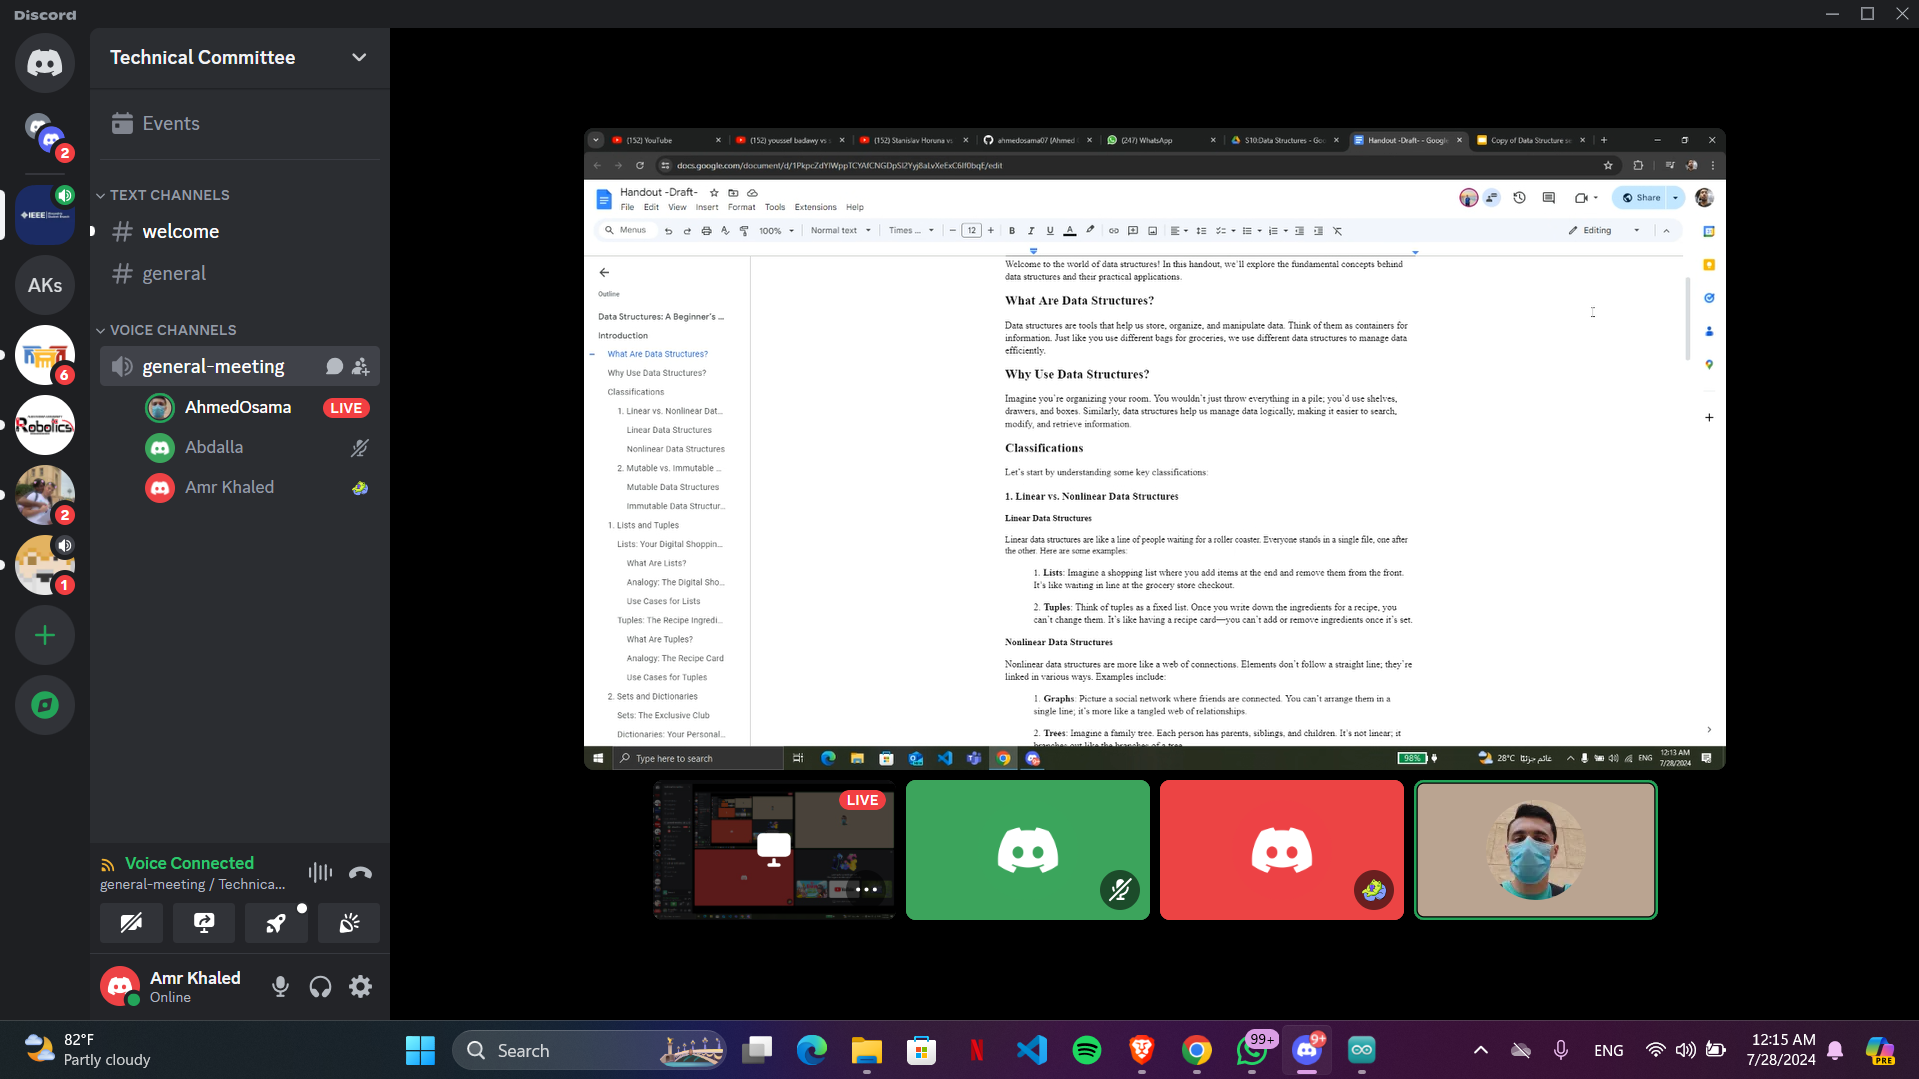 Discord
Technical Committee
Events
TEXT CHANNELS
welcome
general
VOICE CHANNELS
general-meeting
AhmedOsama
LIVE
Abdalla
Amr Khaled
2
IEEE
AKs
6
Robotics
2
1
Voice Connected
general-meeting / Technica...
Amr Khaled
Online
(152) YouTube
(152) youssef badawy vs
(152) Stanislav Horuna vs
ahmedosama07 (Ahmed
(247) WhatsApp
S10:Data Structures - Goo
Handout -Draft- - Google
Copy of Data Structure se
Handout -Draft-
File Edit View Insert Format Tools Extensions Help
Share
Menus
100%
Normal text
Times ...
12
Editing
Outline
Data Structures: A Beginner's ...
Introduction
What Are Data Structures?
Why Use Data Structures?
Classifications
1. Linear vs. Nonlinear Dat...
Linear Data Structures
Nonlinear Data Structures
2. Mutable vs. Immutable ...
Mutable Data Structures
Immutable Data Structur...
1. Lists and Tuples
Lists: Your Digital Shoppin...
What Are Lists?
Analogy: The Digital Sho...
Use Cases for Lists
Tuples: The Recipe Ingredi...
What Are Tuples?
Analogy: The Recipe Card
Use Cases for Tuples
2. Sets and Dictionaries
Sets: The Exclusive Club
Dictionaries: Your Personal...
Welcome to the world of data structures! In this handout, we'll explore the fundamental concepts behind
data structures and their practical applications.
What Are Data Structures?
Data structures are tools that help us store, organize, and manipulate data. Think of them as containers for
information. Just like you use different bags for groceries, we use different data structures to manage data
efficiently.
Why Use Data Structures?
Imagine you're organizing your room. You wouldn't just throw everything in a pile; you'd use shelves,
drawers, and boxes. Similarly, data structures help us manage data logically, making it easier to search,
modify, and retrieve information.
Classifications
Let's start by understanding some key classifications:
1. Linear vs. Nonlinear Data Structures
Linear Data Structures
Linear data structures are like a line of people waiting for a roller coaster. Everyone stands in a single file, one after
the other. Here are some examples:
1. Lists: Imagine a shopping list where you add items at the end and remove them from the front.
It's like waiting in line at the grocery store checkout.
2. Tuples: Think of tuples as a fixed list. Once you write down the ingredients for a recipe, you
can't change them. It's like having a recipe card—you can't add or remove ingredients once it's set.
Nonlinear Data Structures
Nonlinear data structures are more like a web of connections. Elements don't follow a straight line; they're
linked in various ways. Examples include:
1. Graphs: Picture a social network where friends are connected. You can't arrange them in a
single line; it's more like a tangled web of relationships.
2. Trees: Imagine a family tree. Each person has parents, siblings, and children. It's not linear; it
branches out like the branches of a tree
Type here to search
98%
28°C غائم جزئيًا
ENG
12:13 AM
7/28/2024
LIVE
82°F
Partly cloudy
Search
99+
9+
ENG
12:15 AM
7/28/2024
PRE